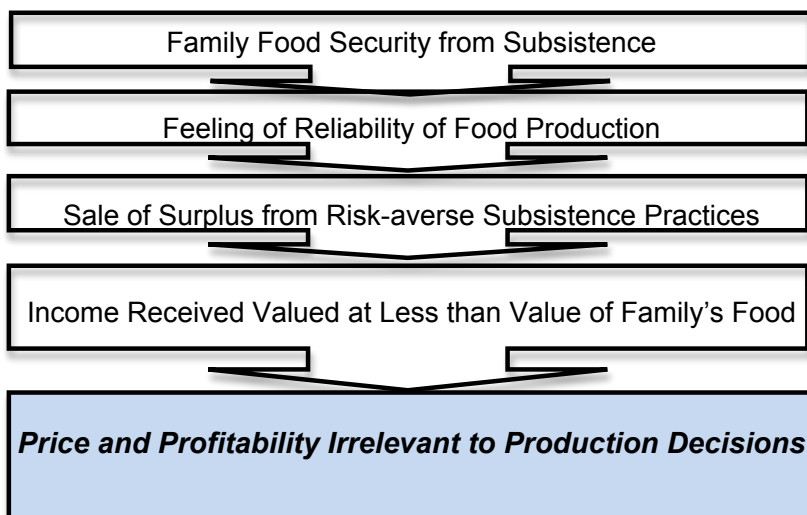 Family Food Security from Subsistence
Feeling of Reliability of Food Production
Sale of Surplus from Risk-averse Subsistence Practices
Income Received Valued at Less than Value of Family’s Food
Price and Profitability Irrelevant to Production Decisions